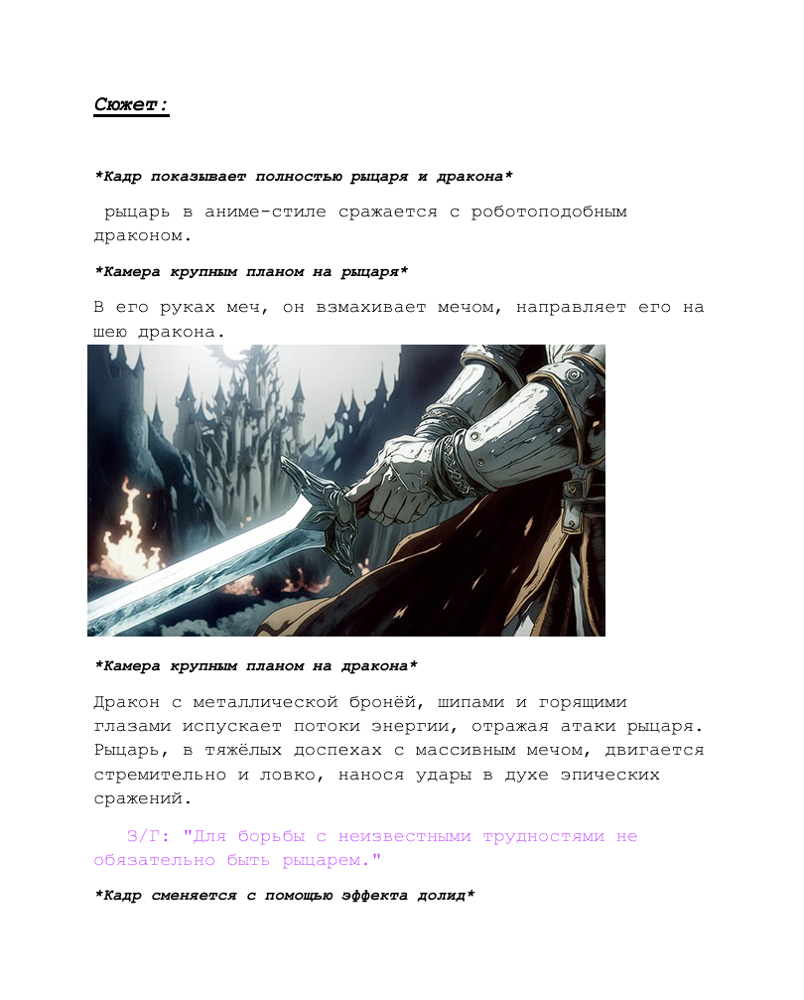 Сюжет:
*Кадр показывает полностью рыцаря и дракона*
рыцарь в аниме-стиле сражается с роботоподобным
драконом.
*Камера крупным планом на рыцаря*
В его руках меч, он взмахивает мечом, направляет его на
шею дракона.
*Камера крупным планом на дракона*
Дракон с металлической бронёй, шипами и горящими
глазами испускает потоки энергии, отражая атаки рыцаря.
Рыцарь, в тяжёлых доспехах с массивным мечом, двигается
стремительно и ловко, нанося удары в духе эпических
сражений.
З/Г: "Для борьбы с неизвестными трудностями не
обязательно быть рыцарем."
*Кадр сменяется с помощью эффекта долид*